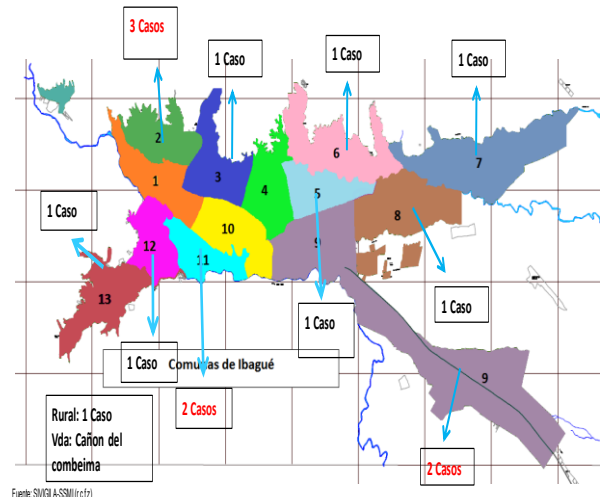 3 Casos
1 Caso
1 Caso
1 Caso
2
3
6
7
1
4
5
8
1 Caso
10
12
11
9
13
1 Caso
1 Caso
1 Caso
Comunas de Ibagué
9
2 Casos
Rural: 1 Caso
Vda: Cañon del
combeima
2 Casos
Fuente: SIVIGILA-SSMI (r.c.f.z)